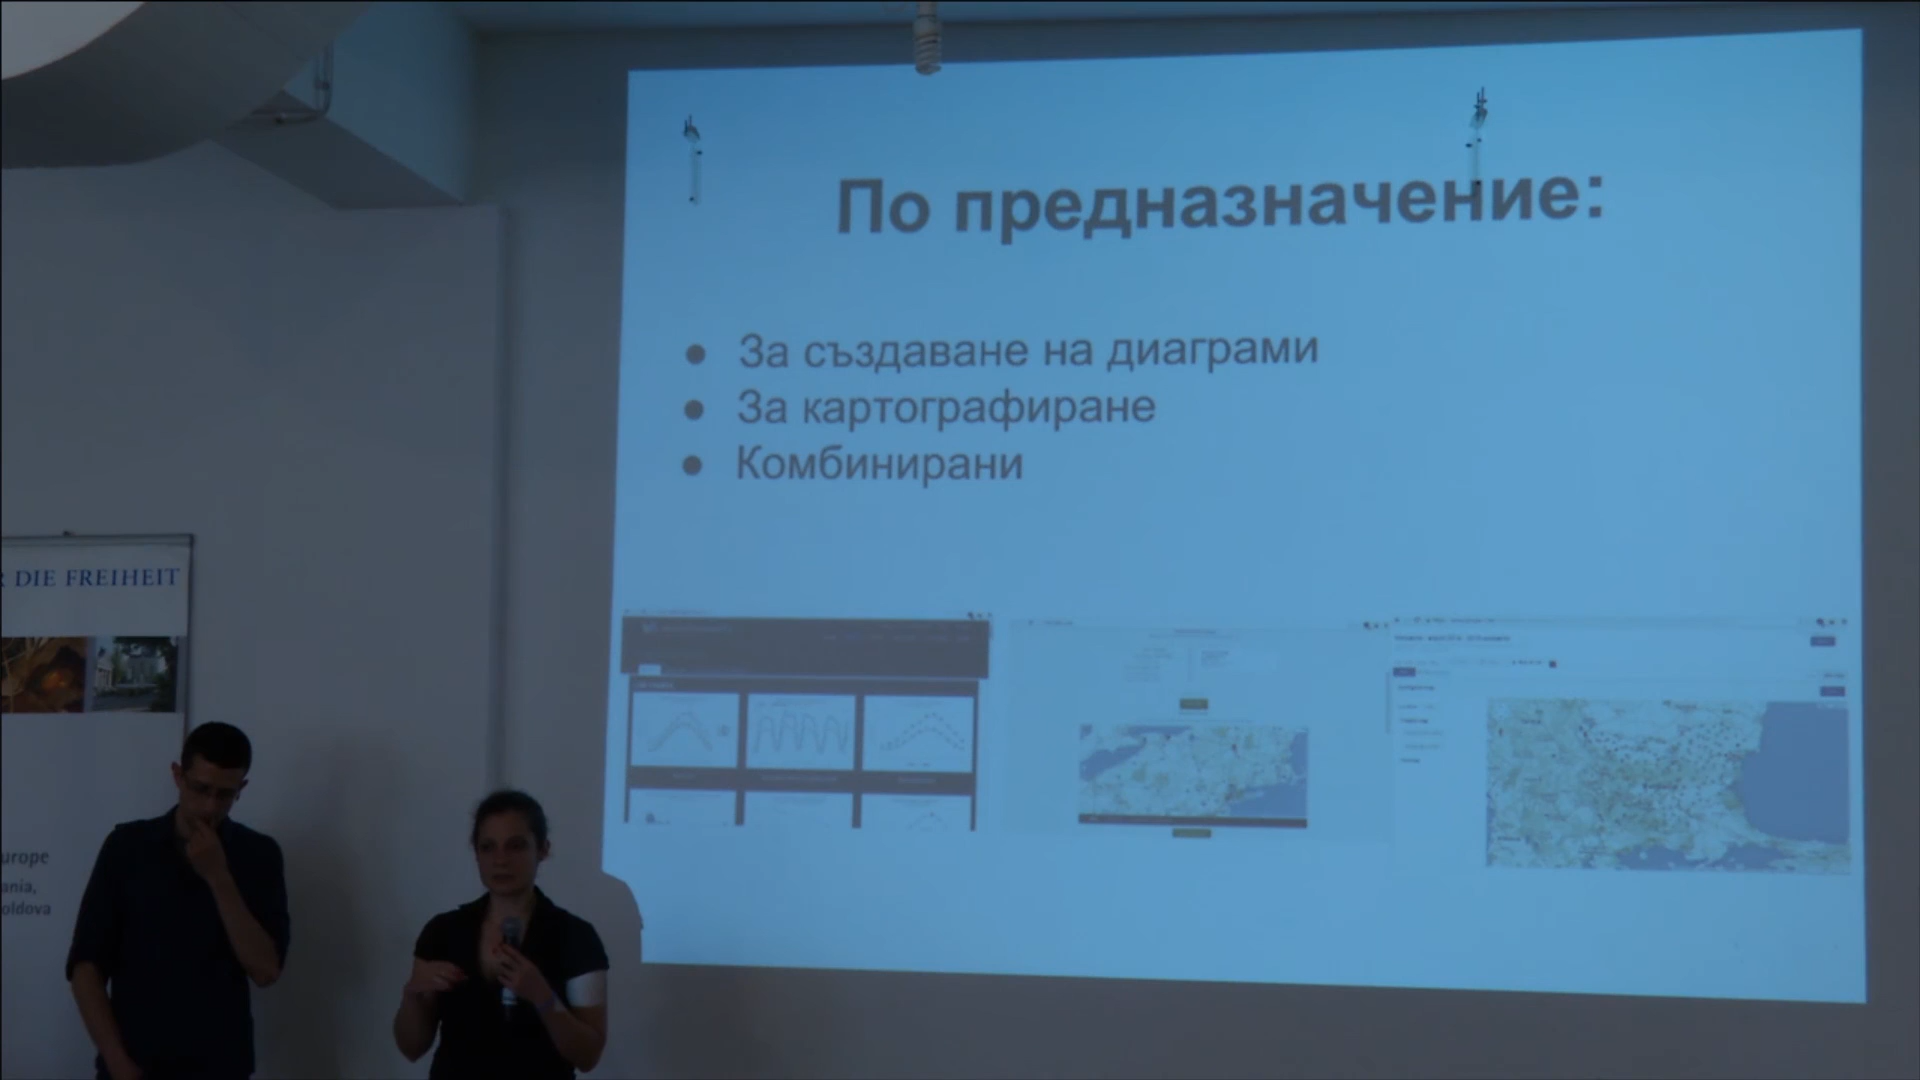 По предназначение:
● За създаване на диаграми
● За картографиране
● Комбинирани
DIE FREIHEIT
urope
ania,
oldova